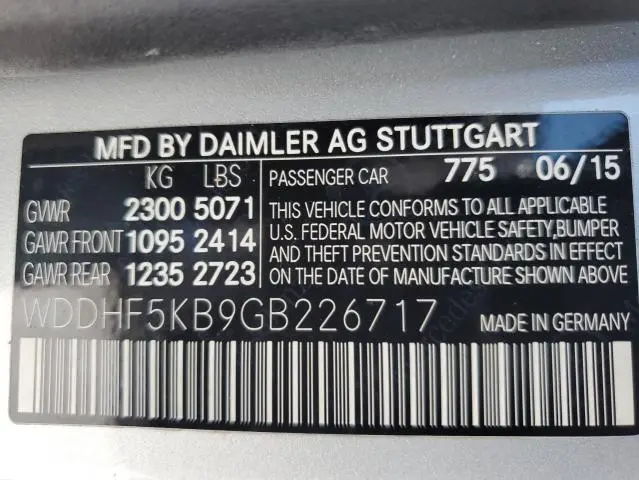 MFD BY DAIMLER AG STUTTGART
KG LBS
GVWR 2300 5071
GAWR FRONT 1095 2414
GAWR REAR 1235 2723
PASSENGER CAR 775 06/15
THIS VEHICLE CONFORMS TO ALL APPLICABLE
U.S. FEDERAL MOTOR VEHICLE SAFETY,BUMPER
AND THEFT PREVENTION STANDARDS IN EFFECT
ON THE DATE OF MANUFACTURE SHOWN ABOVE
WDDHF5KB9GB226717 MADE IN GERMANY